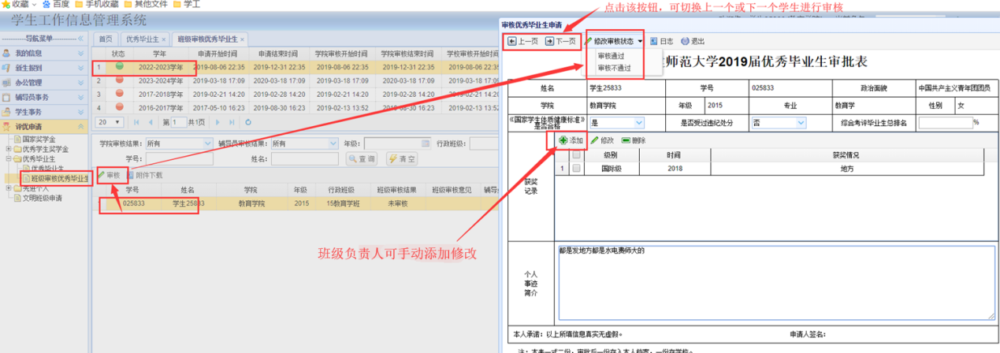 收藏 百度 手机收藏 其他文件 学工
点击该按钮，可切换上一个或下一个学生进行审核
学生工作信息管理系统
导航菜单
首页 优秀毕业生 × 班级审核优秀毕业生 ×
我的信息
新生报到
办公管理
辅导员事务
学生事务
评优申请
国家奖学金
优秀学生奖学金
优秀毕业生
优秀毕业生
班级审核优秀毕业生
先进个人
文明班级申请
状态 学年 申请开始时间 申请结束时间 学院审核开始时间 学院审核结束时间 学校审核开始时间
1 2022-2023学年 2019-08-06 22:35 2019-12-31 22:35 2019-08-06 22:35 2019-12-31 22:35 2019-08-06 22:35
2 2023-2024学年 2019-03-18 17:09 2020-03-18 17:09 2019-03-18 17:09 2020-03-18 17:09 2019-03-18 17:09
3 2017-2018学年 2019-02-21 14:20 2019-02-28 14:20 2019-02-21 14:20 2019-02-28 14:20 2019-02-21 14:20
4 2016-2017学年 2017-05-10 16:23 2019-08-30 16:23 2019-02-13 13:52 2019-08-30 16:23 2019-02-13 13:52
20 第 1 共1页
学院审核结果： 所有 辅导员审核结果： 所有 年级： 行政班级：
学号： 姓名： 查 询 清 空
审核 附件下载
学号 姓名 学院 年级 行政班级 班级审核结果 班级审核意见
025833 学生25833 教育学院 2015 15教育学班 未审核
班级负责人可手动添加修改
审核优秀毕业生申请
上一页 下一页 修改审核状态 日志 退出
审核通过
审核不通过
师范大学2019届优秀毕业生审批表
姓名 学生25833 学号 025833 政治面貌 中国共产主义青年团团员
学院 教育学院 年级 2015 专业 教育学 性别 女
《国家学生体质健康标准》
是否合格 是 是否受过违纪处分 否 综合考评毕业生总排名 %
添加 修改 删除
级别 时间 获奖情况
1 国际级 2018 地方
获奖
记录
都是发地方都是水电费师大的
个人
事迹
简介
本人承诺：以上所填信息真实无虚假。 申请人签名：